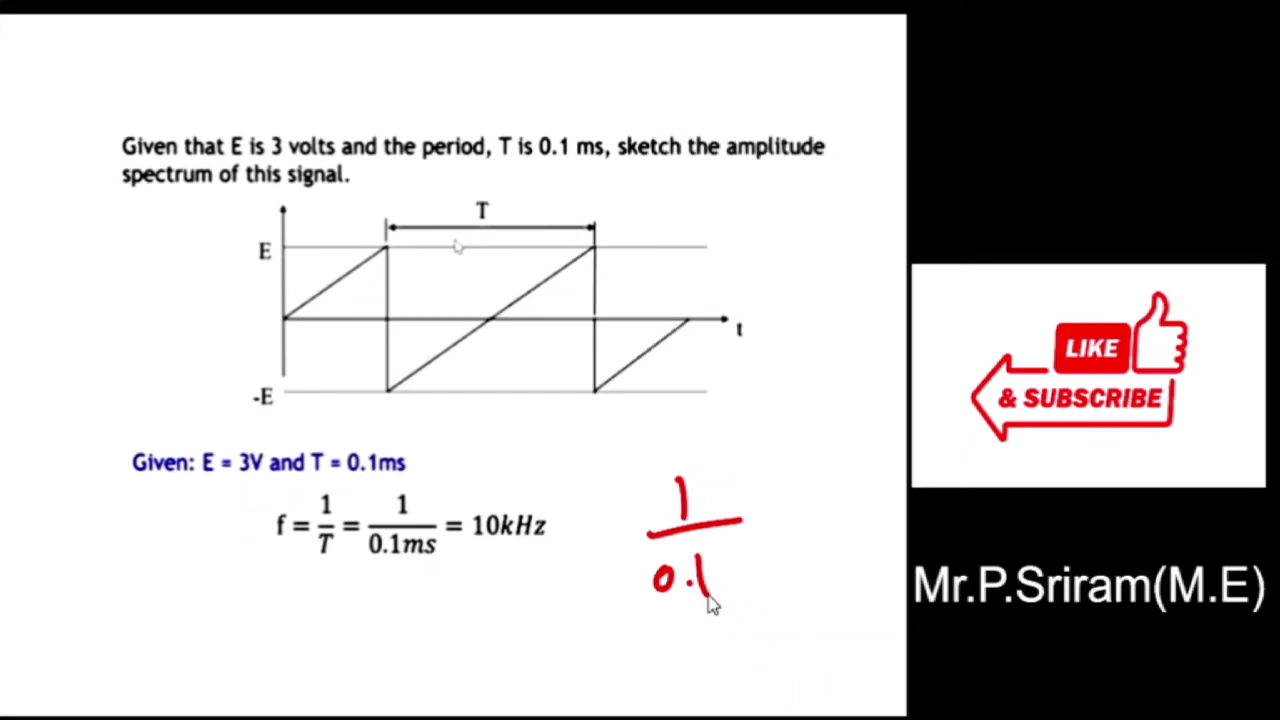 Given that E is 3 volts and the period, T is 0.1 ms, sketch the amplitude
spectrum of this signal.
T
E
t
-E
Given: E = 3V and T = 0.1ms
f = 1/T = 1/0.1ms = 10kHz
1
0.1
LIKE
& SUBSCRIBE
Mr.P.Sriram(M.E)